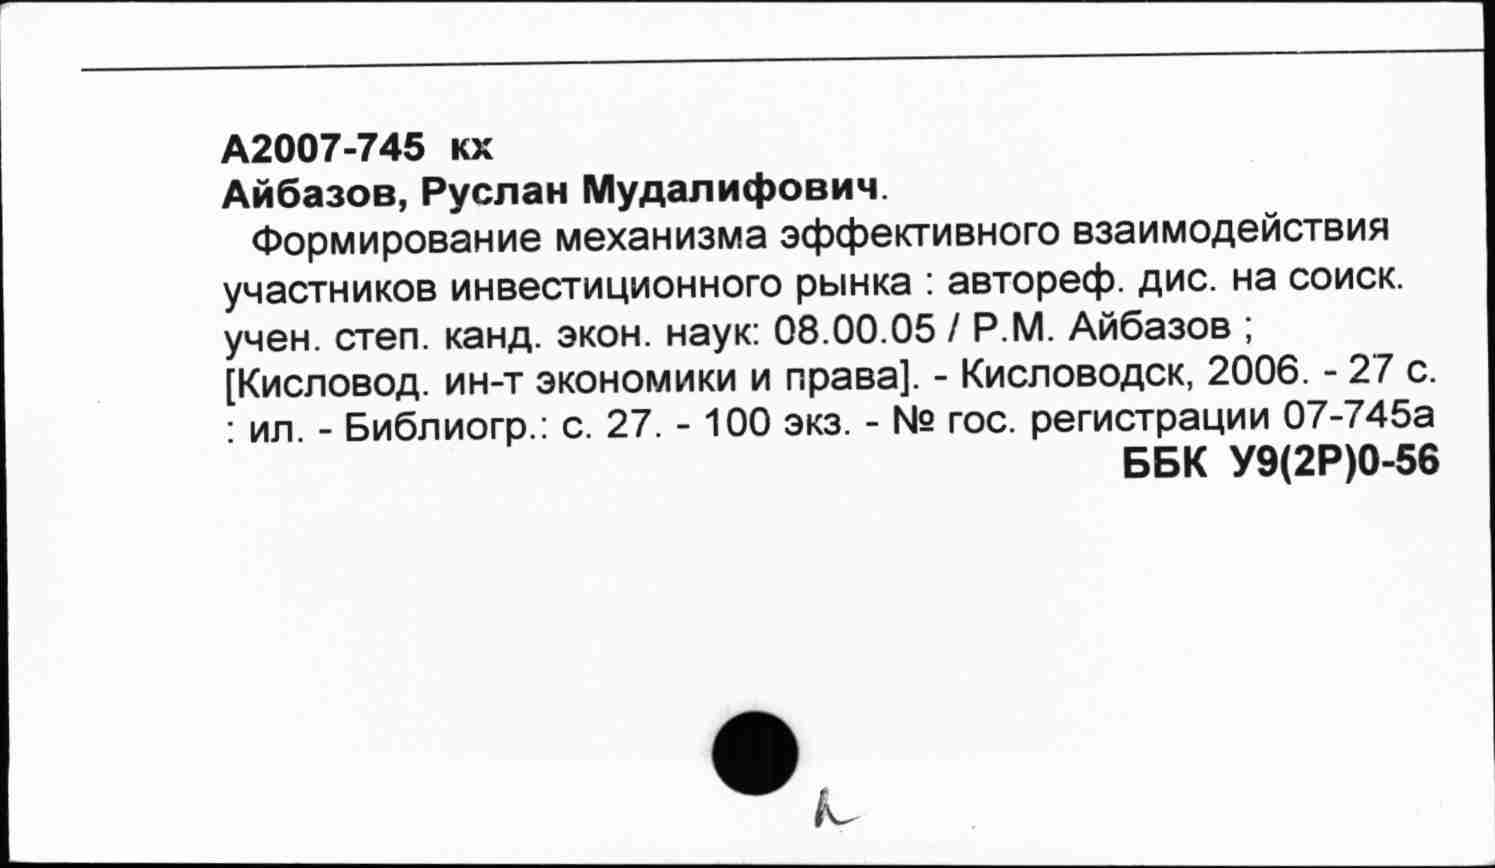 А2007-745 кх
Айбазов, Руслан Мудалифович.
Формирование механизма эффективного взаимодействия
участников инвестиционного рынка : автореф. дис. на соиск.
учен. степ. канд. экон. наук: 08.00.05 / Р.М. Айбазов ;
[Кисловод. ин-т экономики и права]. - Кисловодск, 2006. - 27 с.
: ил. - Библиогр.: с. 27. - 100 экз. - № гос. регистрации 07-745а
ББК У9(2Р)0-56